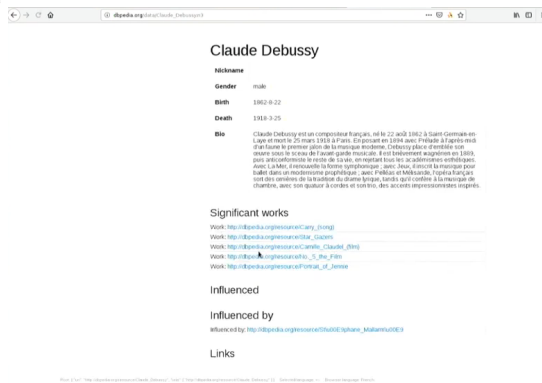 dbpedia.org/data/Claude_Debussy.n3
Claude Debussy
Nickname
Gender male
Birth 1862-8-22
Death 1918-3-25
Bio Claude Debussy est un compositeur français, né le 22 août 1862 à Saint-Germain-en-
Laye et mort le 25 mars 1918 à Paris. En posant en 1894 avec Prélude à l'après-midi
d'un faune le premier jalon de la musique moderne, Debussy place d'emblée son
œuvre sous le sceau de l'avant-garde musicale. Il est brièvement wagnérien en 1889,
puis anticonformiste le reste de sa vie, en rejetant tous les académismes esthétiques.
Avec La Mer, il renouvelle la forme symphonique ; avec Jeux, il inscrit la musique pour
ballet dans un modernisme prophétique ; avec Pelléas et Mélisande, l'opéra français
sort des ornières de la tradition du drame lyrique, tandis qu'il confère à la musique de
chambre, avec son quatuor à cordes et son trio, des accents impressionnistes inspirés.
Significant works
Work: http://dbpedia.org/resource/Carry_(song)
Work: http://dbpedia.org/resource/Star_Gazers
Work: http://dbpedia.org/resource/Camille_Claudel_(film)
Work: http://dbpedia.org/resource/No._5_the_Film
Work: http://dbpedia.org/resource/Portrait_of_Jennie
Influenced
Influenced by
Influenced by: http://dbpedia.org/resource/St\u00E9phane_Mallarm\u00E9
Links